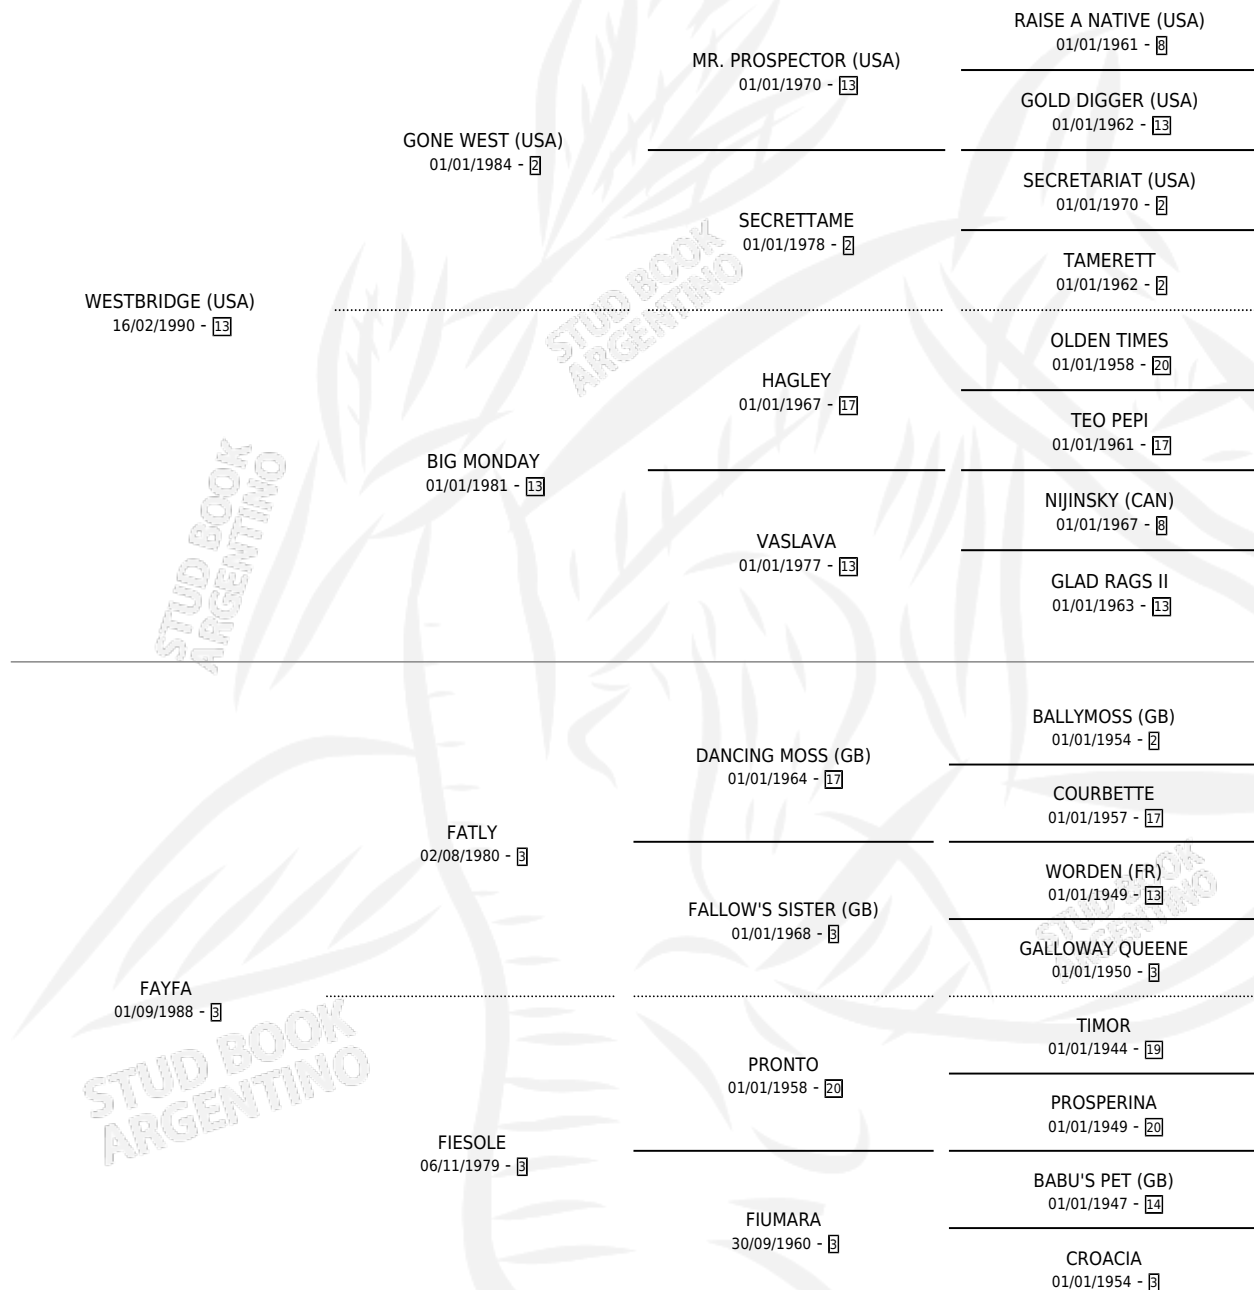 RAISE A NATIVE (USA)
01/01/1961 - 8
MR. PROSPECTOR (USA)
01/01/1970 - 13
GOLD DIGGER (USA)
01/01/1962 - 13
GONE WEST (USA)
01/01/1984 - 2
SECRETARIAT (USA)
01/01/1970 - 2
SECRETTAME
01/01/1978 - 2
TAMERETT
01/01/1962 - 2
WESTBRIDGE (USA)
16/02/1990 - 13
OLDEN TIMES
01/01/1958 - 20
HAGLEY
01/01/1967 - 17
TEO PEPI
01/01/1961 - 17
BIG MONDAY
01/01/1981 - 13
NIJINSKY (CAN)
01/01/1967 - 8
VASLAVA
01/01/1977 - 13
GLAD RAGS II
01/01/1963 - 13
BALLYMOSS (GB)
01/01/1954 - 2
DANCING MOSS (GB)
01/01/1964 - 17
COURBETTE
01/01/1957 - 17
FATLY
02/08/1980 - 3
WORDEN (FR)
01/01/1949 - 13
FALLOW'S SISTER (GB)
01/01/1968 - 3
GALLOWAY QUEENE
01/01/1950 - 3
FAYFA
01/09/1988 - 3
TIMOR
01/01/1944 - 19
PRONTO
01/01/1958 - 20
PROSPERINA
01/01/1949 - 20
FIESOLE
06/11/1979 - 3
BABU'S PET (GB)
01/01/1947 - 14
FIUMARA
30/09/1960 - 3
CROACIA
01/01/1954 - 3
STUD BOOK
ARGENTINO
STUD BOOK
ARGENTINO
STUD BOOK
ARGENTINO
STUD BOOK
ARGENTINO